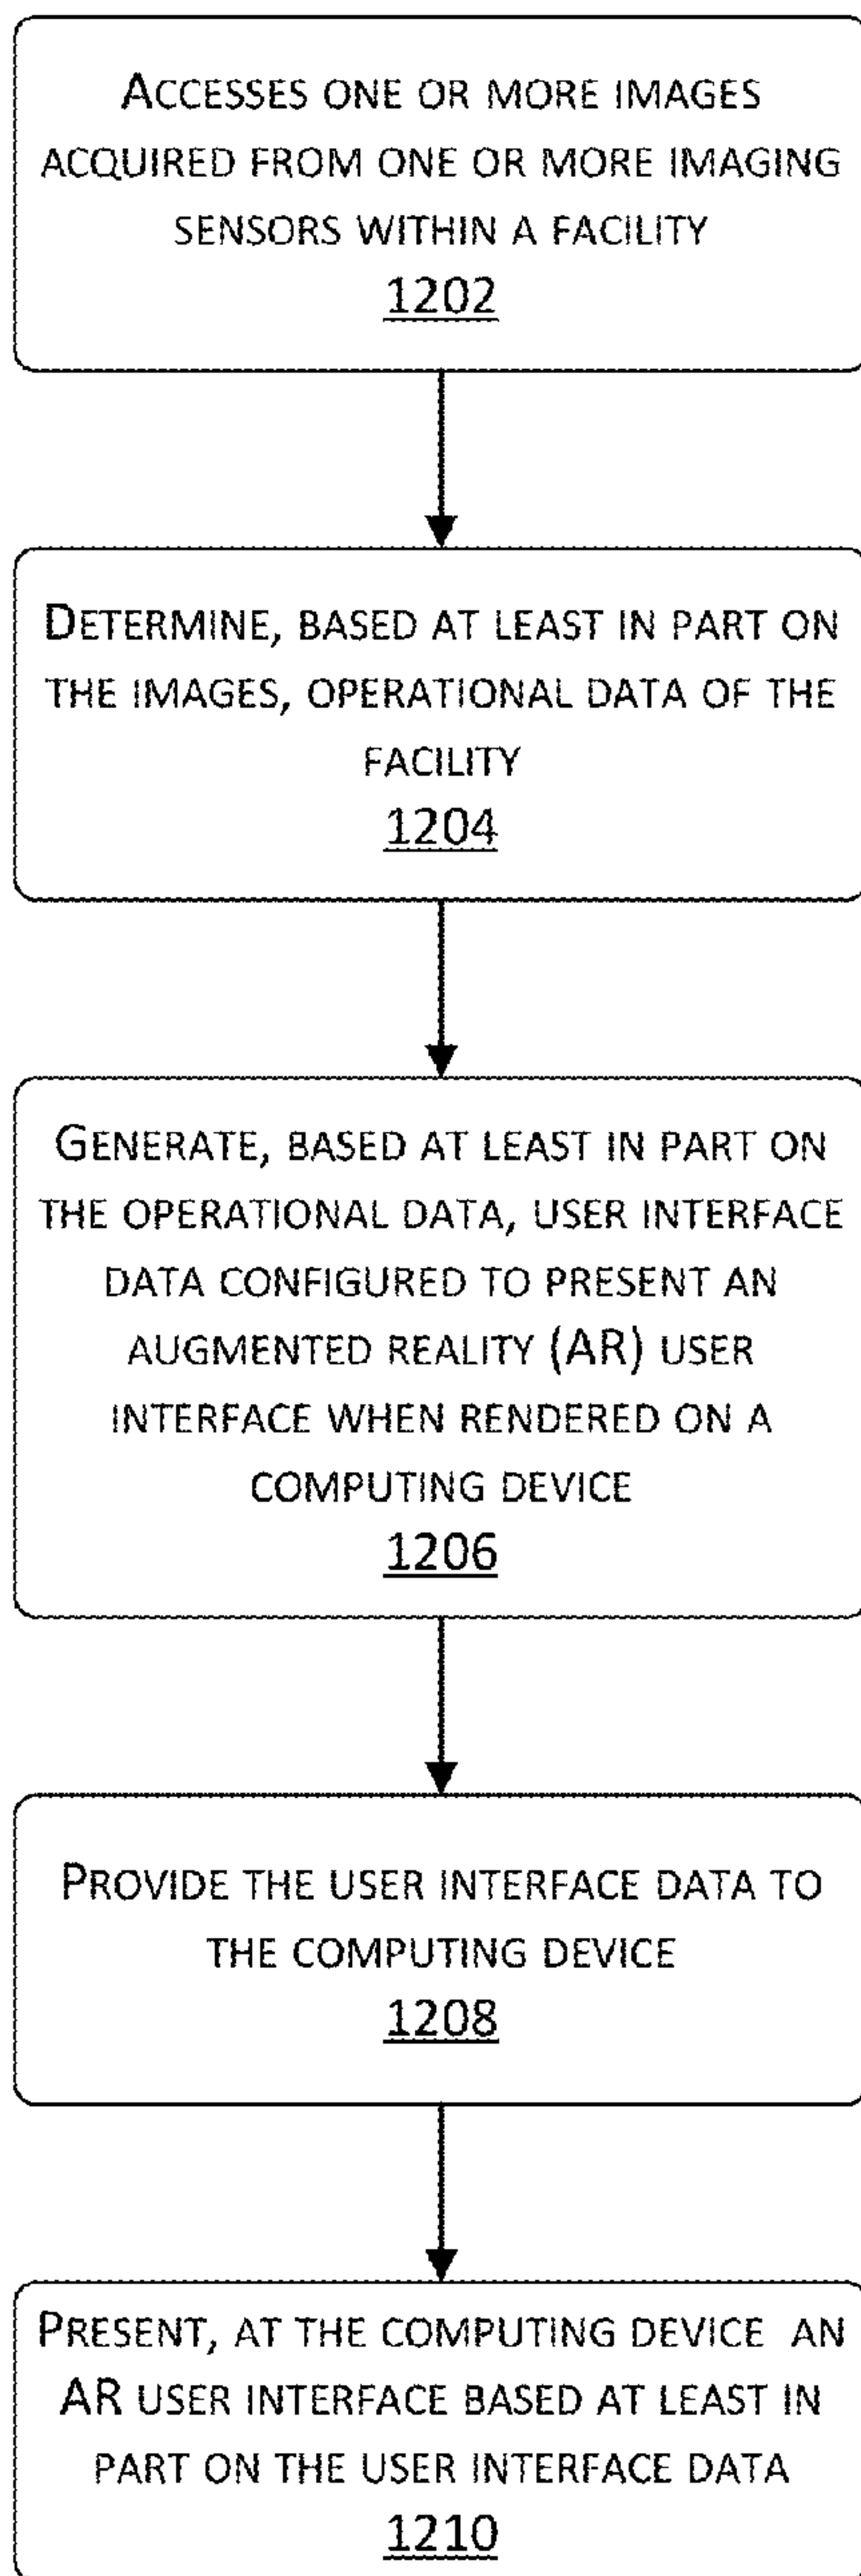 ACCESSES ONE OR MORE IMAGES
ACQUIRED FROM ONE OR MORE IMAGING
SENSORS WITHIN A FACILITY
1202
DETERMINE, BASED AT LEAST IN PART ON
THE IMAGES, OPERATIONAL DATA OF THE
FACILITY
1204
GENERATE, BASED AT LEAST IN PART ON
THE OPERATIONAL DATA, USER INTERFACE
DATA CONFIGURED TO PRESENT AN
AUGMENTED REALITY (AR) USER
INTERFACE WHEN RENDERED ON A
COMPUTING DEVICE
1206
PROVIDE THE USER INTERFACE DATA TO
THE COMPUTING DEVICE
1208
PRESENT, AT THE COMPUTING DEVICE AN
AR USER INTERFACE BASED AT LEAST IN
PART ON THE USER INTERFACE DATA
1210